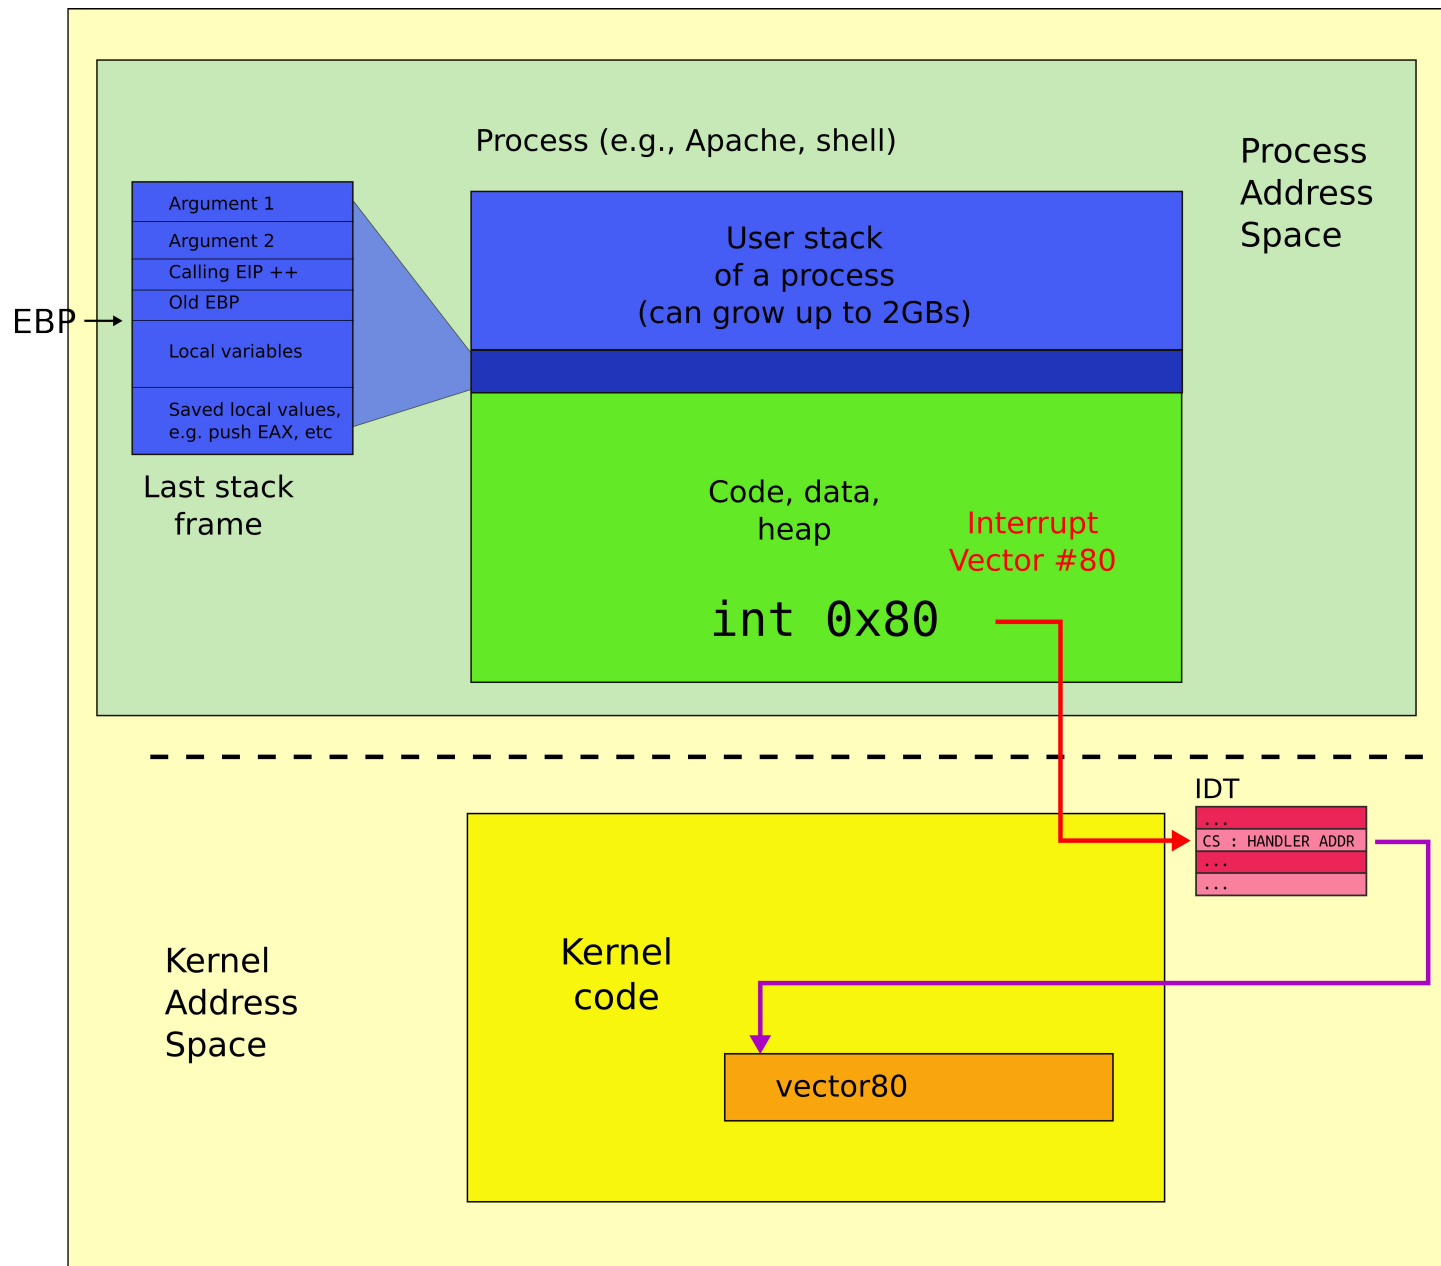 Process (e.g., Apache, shell)
Process
Address
Space
Argument 1
Argument 2
Calling EIP ++
Old EBP
EBP
Local variables
Saved local values,
e.g. push EAX, etc
Last stack
frame
User stack
of a process
(can grow up to 2GBs)
Code, data,
heap
Interrupt
Vector #80
int 0x80
IDT
...
CS : HANDLER ADDR
...
...
Kernel
Address
Space
Kernel
code
vector80